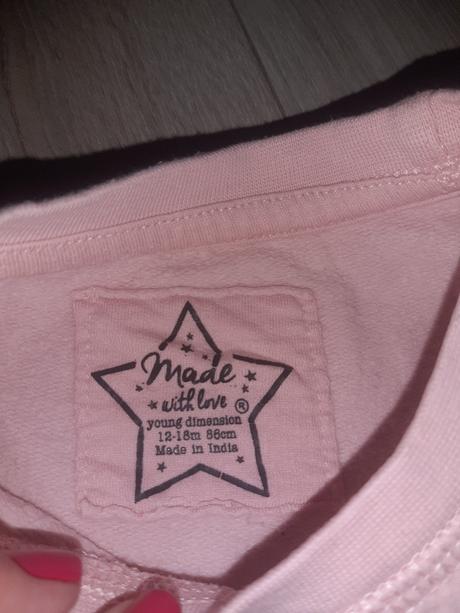 Made
with love ®
young dimension
12-18m 86cm
Made in India